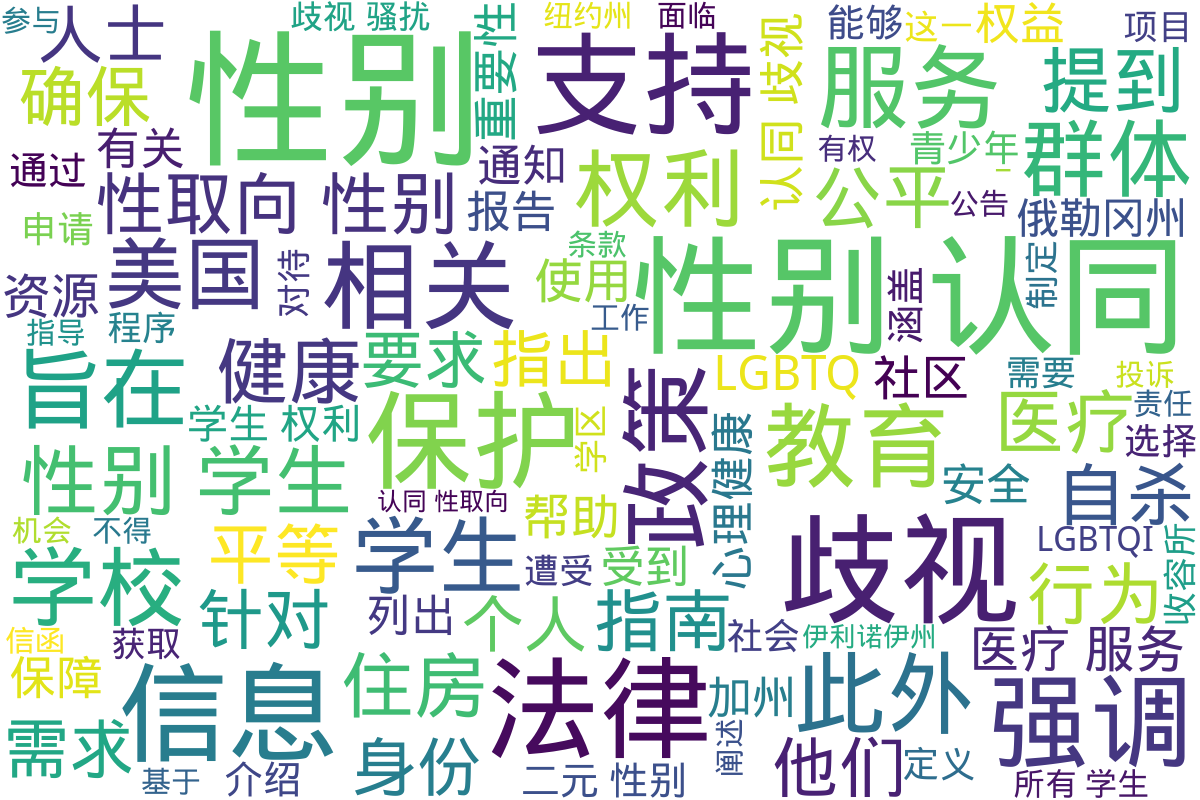 参与
人士
歧视 骚扰
重要性
纽约州
面临
歧视
能够
这一
权益
项目
确保
性别
支持
服务
提到
通过
有关
通知
权利
认同
有权
青少年
群体
申请
性取向
性别
报告
公平
公告
俄勒冈州
资源
美国
对待
相关
条款
使用
性别认同
涵盖
制定
指导
程序
工作
旨在
健康
要求
指出
政策
LGBTQ
社区
需要
投诉
学生 权利
保护
学区
心理健康
教育
医疗
责任
选择
性别
学生
认同 性取向
帮助
安全
自杀
机会
不得
平等
学生
遭受
受到
歧视
LGBTQI
收容所
学校
针对
列出
个人
指南
社会
伊利诺伊州
行为
信函
获取
保障
信息
住房
法律
加州
此外
医疗 服务
强调
需求
身份
阐述
他们
定义
基于
介绍
二元 性别
所有 学生